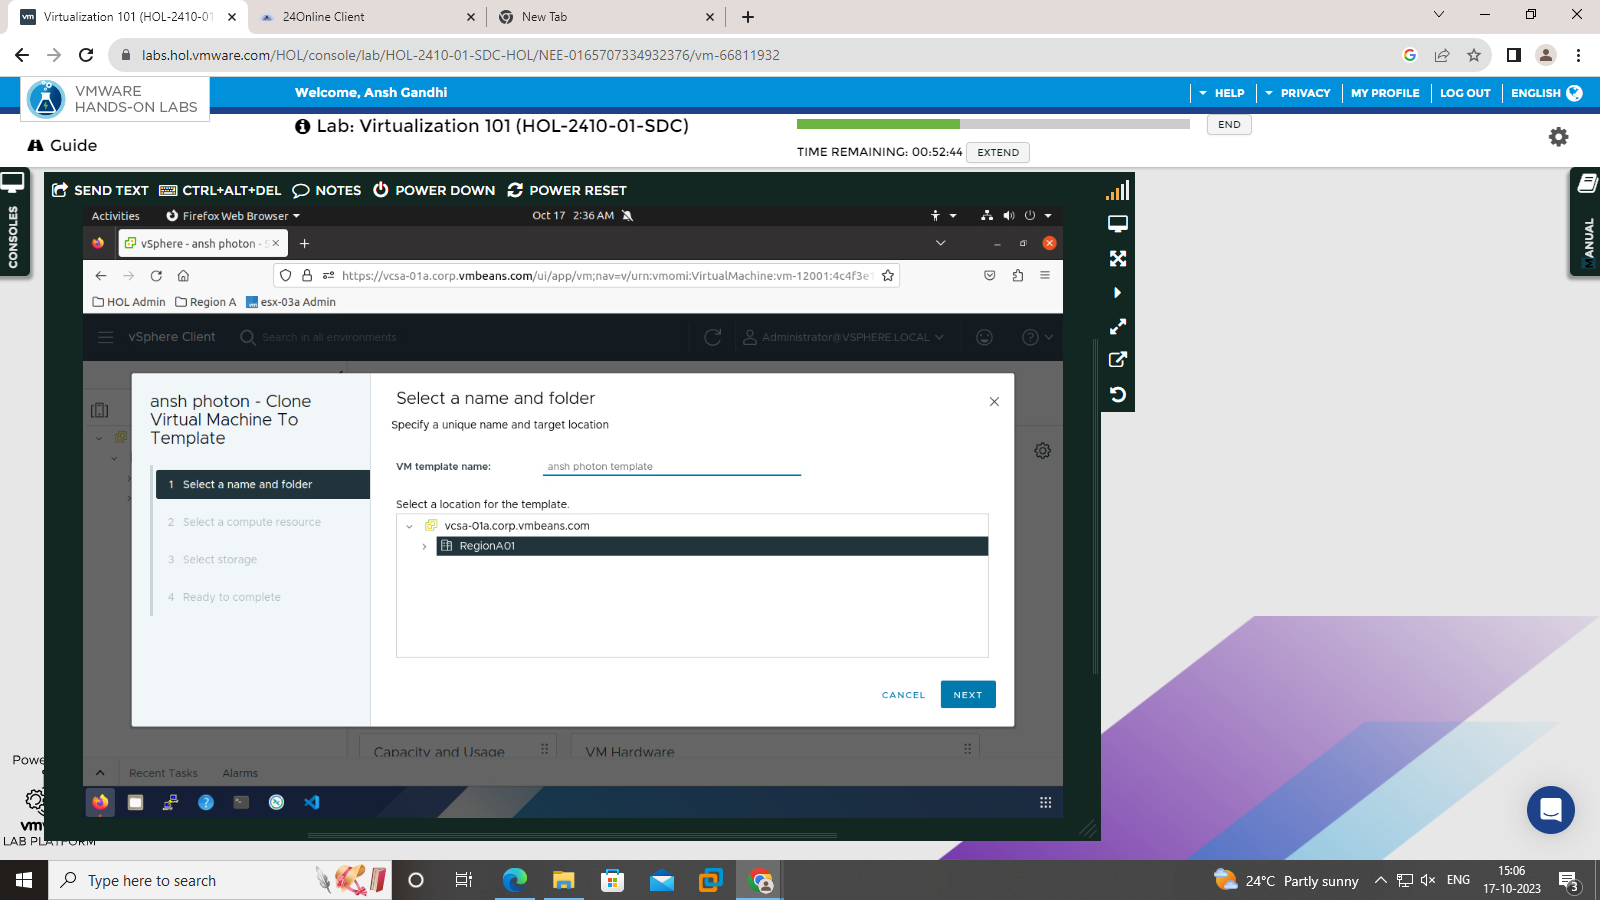 Virtualization 101 (HOL-2410-01
24Online Client
New Tab
labs.hol.vmware.com/HOL/console/lab/HOL-2410-01-SDC-HOL/NEE-0165707334932376/vm-66811932
VMWARE
HANDS-ON LABS
Welcome, Ansh Gandhi
HELP
PRIVACY
MY PROFILE
LOG OUT
ENGLISH
Guide
Lab: Virtualization 101 (HOL-2410-01-SDC)
END
TIME REMAINING: 00:52:44
EXTEND
CONSOLES
MANUAL
SEND TEXT
CTRL+ALT+DEL
NOTES
POWER DOWN
POWER RESET
Activities
Firefox Web Browser
Oct 17 2:36 AM
vSphere - ansh photon - S
https://vcsa-01a.corp.vmbeans.com/ui/app/vm;nav=v/urn:vmomi:VirtualMachine:vm-12001:4c4f3e1
HOL Admin
Region A
esx-03a Admin
vSphere Client
Search in all environments
Administrator@VSPHERE.LOCAL
ansh photon - Clone
Virtual Machine To
Template
1 Select a name and folder
2 Select a compute resource
3 Select storage
4 Ready to complete
Select a name and folder
Specify a unique name and target location
VM template name:
ansh photon template
Select a location for the template.
vcsa-01a.corp.vmbeans.com
RegionA01
CANCEL
NEXT
Capacity and Usage
VM Hardware
Recent Tasks
Alarms
Powe
vmw
LAB PLATFORM
Type here to search
24°C Partly sunny
ENG
15:06
17-10-2023
3